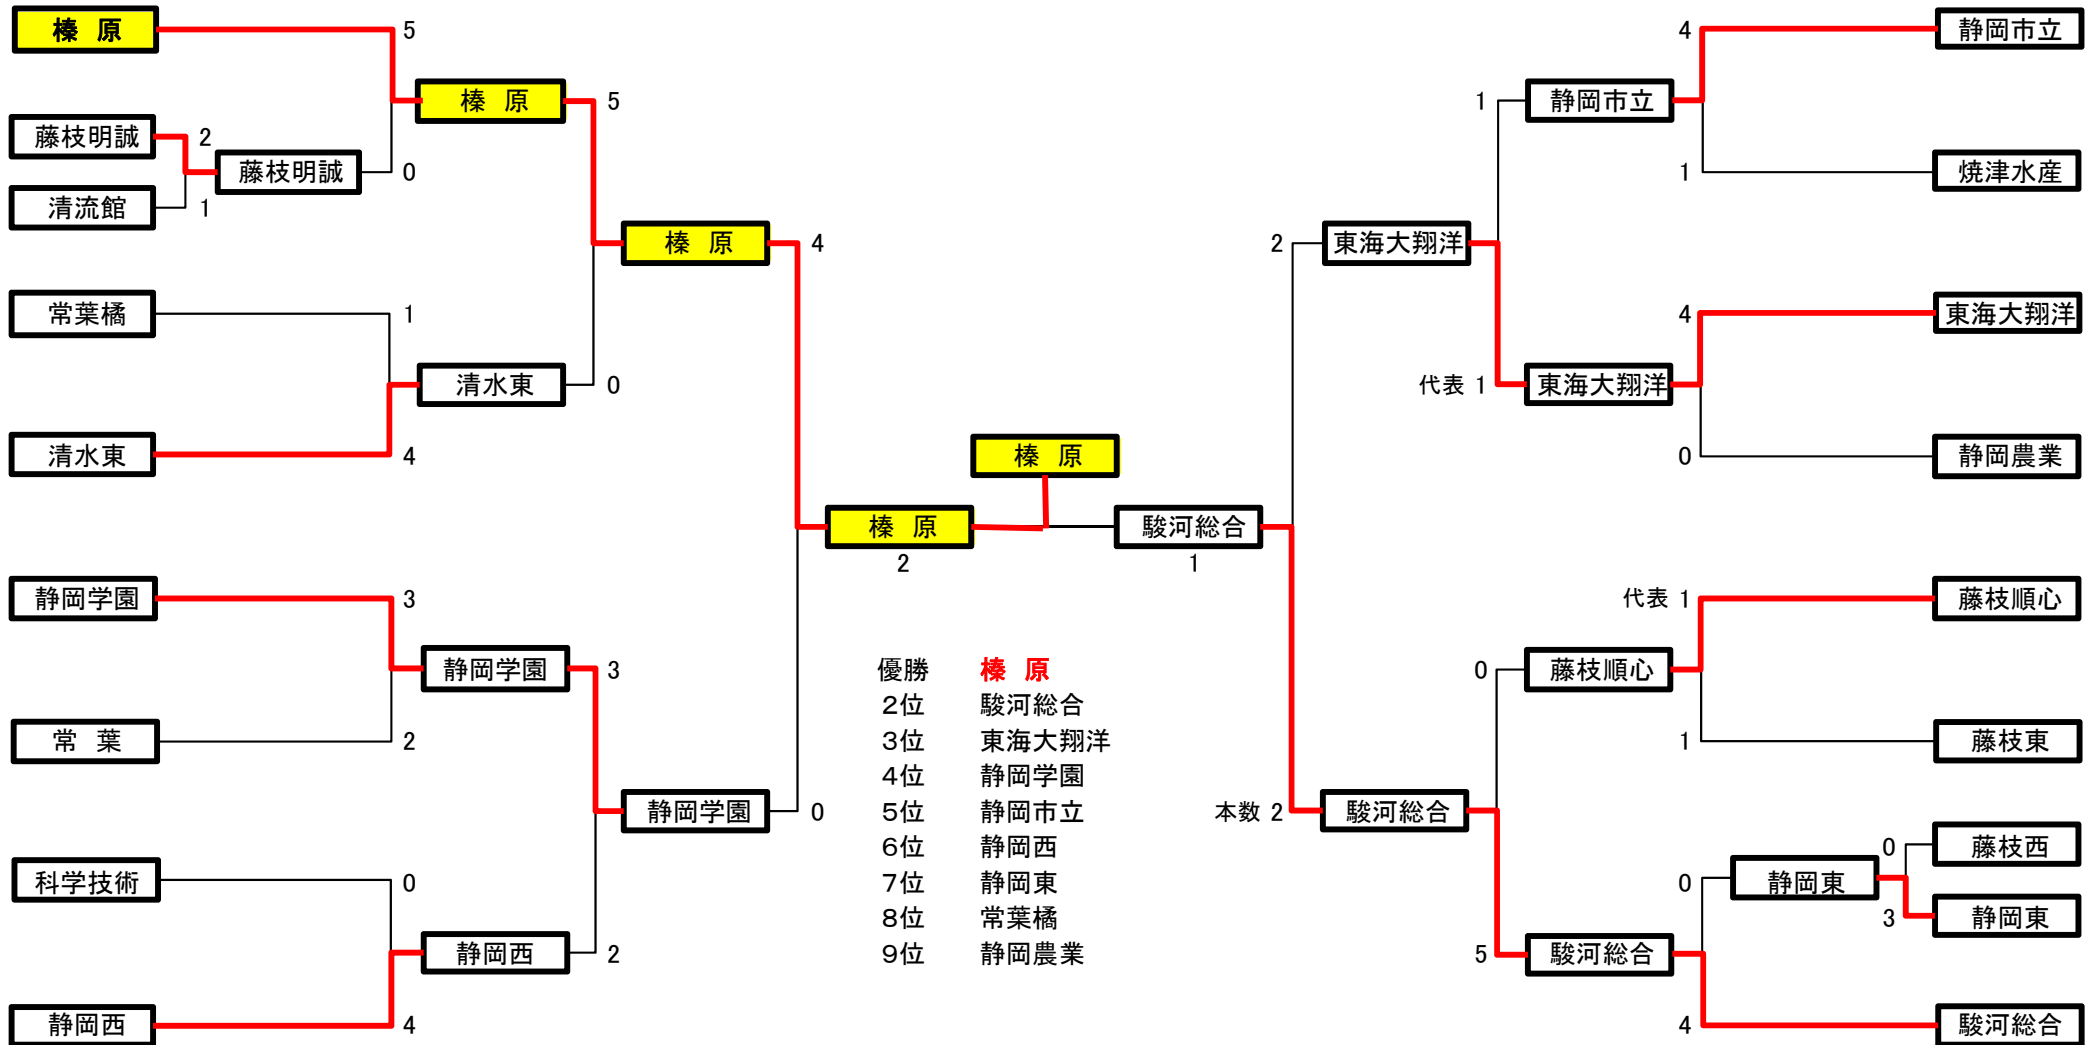 榛 原
5
藤枝明誠
2
清流館
1
藤枝明誠
0
榛 原
5
常葉橘
1
清水東
4
清水東
0
榛 原
4
静岡学園
3
常 葉
2
静岡学園
3
科学技術
0
静岡西
4
静岡西
2
静岡学園
0
榛 原
2
榛 原
駿河総合
1
優勝 榛 原
2位 駿河総合
3位 東海大翔洋
4位 静岡学園
5位 静岡市立
6位 静岡西
7位 静岡東
8位 常葉橘
9位 静岡農業
2
東海大翔洋
1
静岡市立
4
静岡市立
1
焼津水産
代表 1
東海大翔洋
4
東海大翔洋
0
静岡農業
本数 2
駿河総合
0
藤枝順心
代表 1
藤枝順心
1
藤枝東
5
駿河総合
0
静岡東
0
藤枝西
3
静岡東
4
駿河総合